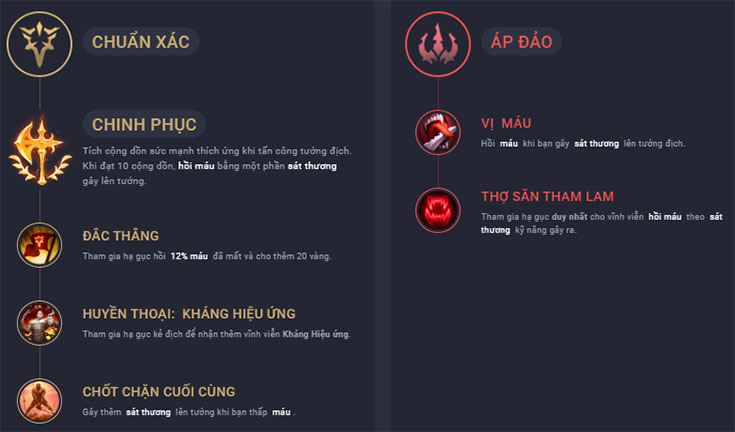 CHUẨN XÁC
CHINH PHỤC
Tích cộng dồn sức mạnh thích ứng khi tấn công tướng địch.
Khi đạt 10 cộng dồn, hồi máu bằng một phần sát thương
gây lên tướng.
ĐẮC THẮNG
Tham gia hạ gục hồi 12% máu đã mất và cho thêm 20 vàng.
HUYỀN THOẠI: KHÁNG HIỆU ỨNG
Tham gia hạ gục kẻ địch để nhận thêm vĩnh viễn Kháng Hiệu ứng.
CHỐT CHẶN CUỐI CÙNG
Gây thêm sát thương lên tướng khi bạn thấp máu .
ÁP ĐẢO
VỊ MÁU
Hồi máu khi bạn gây sát thương lên tướng địch.
THỢ SĂN THAM LAM
Tham gia hạ gục duy nhất cho vĩnh viễn hồi máu theo sát
thương kỹ năng gây ra.